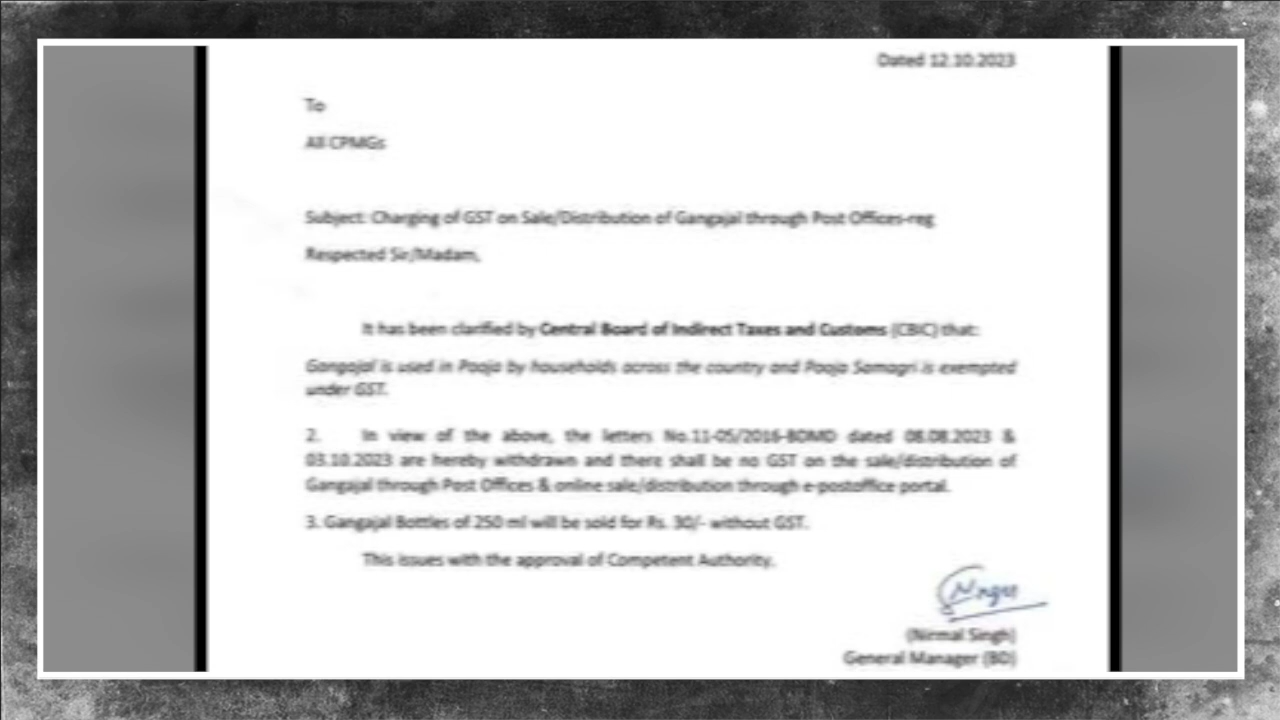 Dated 12.10.2023
To
All CPMGs
Subject: Charging of GST on Sale/Distribution of Gangajal through Post Offices-reg
Respected Sir/Madam,
It has been clarified by Central Board of Indirect Taxes and Customs (CBIC) that:
Gangajal is used in Pooja by households across the country and Pooja Samagri is exempted
under GST.
2. In view of the above, the letters No.11-05/2016-BDMD dated 08.08.2023 &
03.10.2023 are hereby withdrawn and there shall be no GST on the sale/distribution of
Gangajal through Post Offices & online sale/distribution through e-postoffice portal.
3. Gangajal Bottles of 250 ml will be sold for Rs. 30/- without GST.
This issues with the approval of Competent Authority.
(Nirmal Singh)
General Manager (BD)